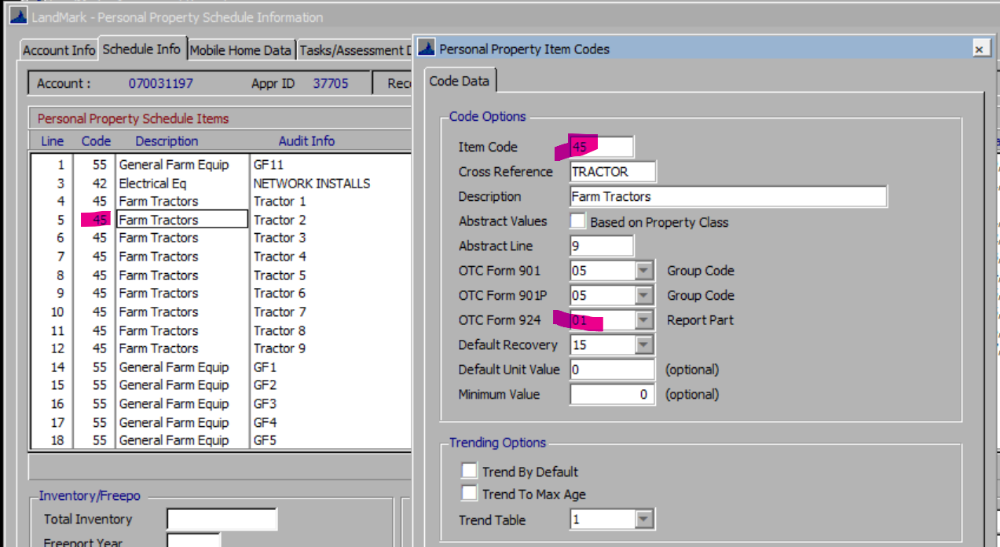 LandMark - Personal Property Schedule Information
Account Info Schedule Info Mobile Home Data Tasks/Assessment
Account : 070031197 Appr ID 37705
Personal Property Schedule Items
Line Code Description Audit Info
1 55 General Farm Equip GF11
3 42 Electrical Eq NETWORK INSTALLS
4 45 Farm Tractors Tractor 1
5 45 Farm Tractors Tractor 2
6 45 Farm Tractors Tractor 3
7 45 Farm Tractors Tractor 4
8 45 Farm Tractors Tractor 5
9 45 Farm Tractors Tractor 6
10 45 Farm Tractors Tractor 7
11 45 Farm Tractors Tractor 8
12 45 Farm Tractors Tractor 9
14 55 General Farm Equip GF1
15 55 General Farm Equip GF2
16 55 General Farm Equip GF3
17 55 General Farm Equip GF4
18 55 General Farm Equip GF5
Inventory/Freepo
Total Inventory
Freeport Year
Personal Property Item Codes
Code Data
Code Options
Item Code 45
Cross Reference TRACTOR
Description Farm Tractors
Abstract Values Based on Property Class
Abstract Line 9
OTC Form 901 05 Group Code
OTC Form 901P 05 Group Code
OTC Form 924 01 Report Part
Default Recovery 15
Default Unit Value 0 (optional)
Minimum Value 0 (optional)
Trending Options
Trend By Default
Trend To Max Age
Trend Table 1